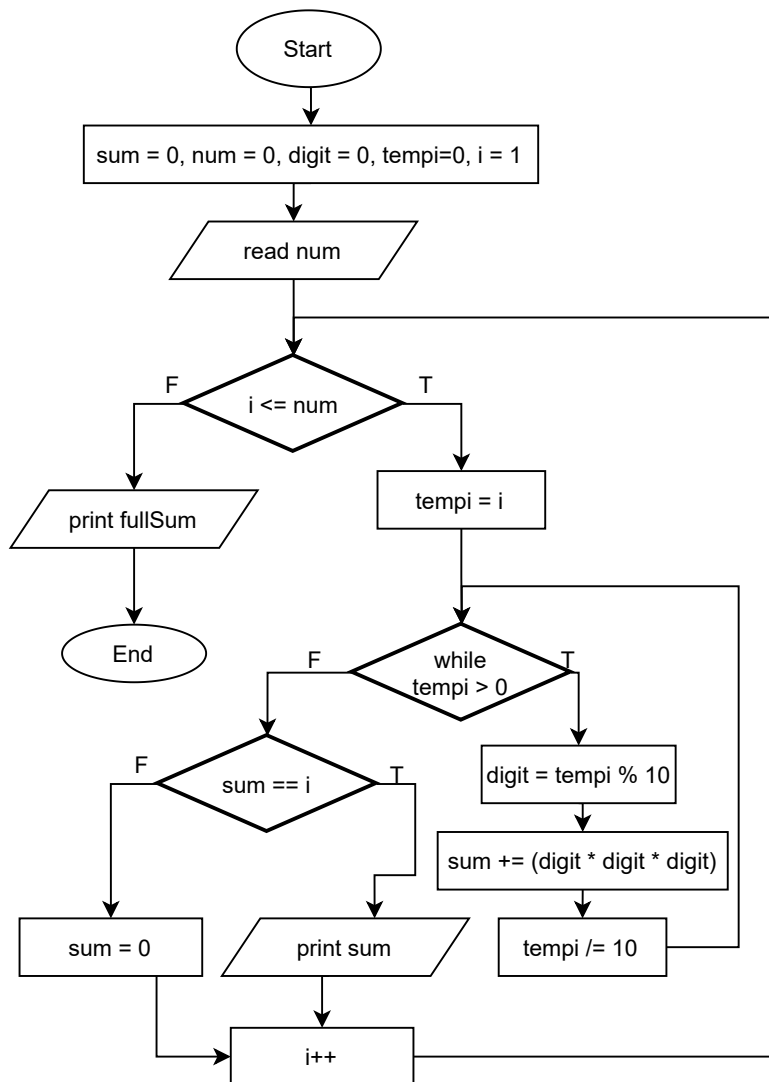 Start
sum = 0, num = 0, digit = 0, tempi=0, i = 1
read num
F
i <= num
T
print fullSum
tempi = i
End
F
while
tempi > 0
T
F
sum == i
T
digit = tempi % 10
sum += (digit * digit * digit)
sum = 0
print sum
tempi /= 10
i++